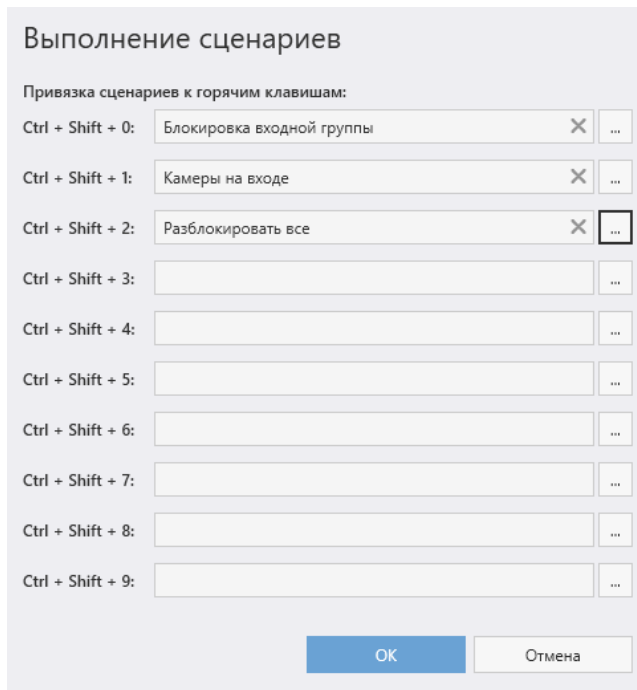 Выполнение сценариев
Привязка сценариев к горячим клавишам:
Ctrl + Shift + 0: Блокировка входной группы ...
Ctrl + Shift + 1: Камеры на входе ...
Ctrl + Shift + 2: Разблокировать все ...
Ctrl + Shift + 3: ...
Ctrl + Shift + 4: ...
Ctrl + Shift + 5: ...
Ctrl + Shift + 6: ...
Ctrl + Shift + 7: ...
Ctrl + Shift + 8: ...
Ctrl + Shift + 9: ...
ОК Отмена